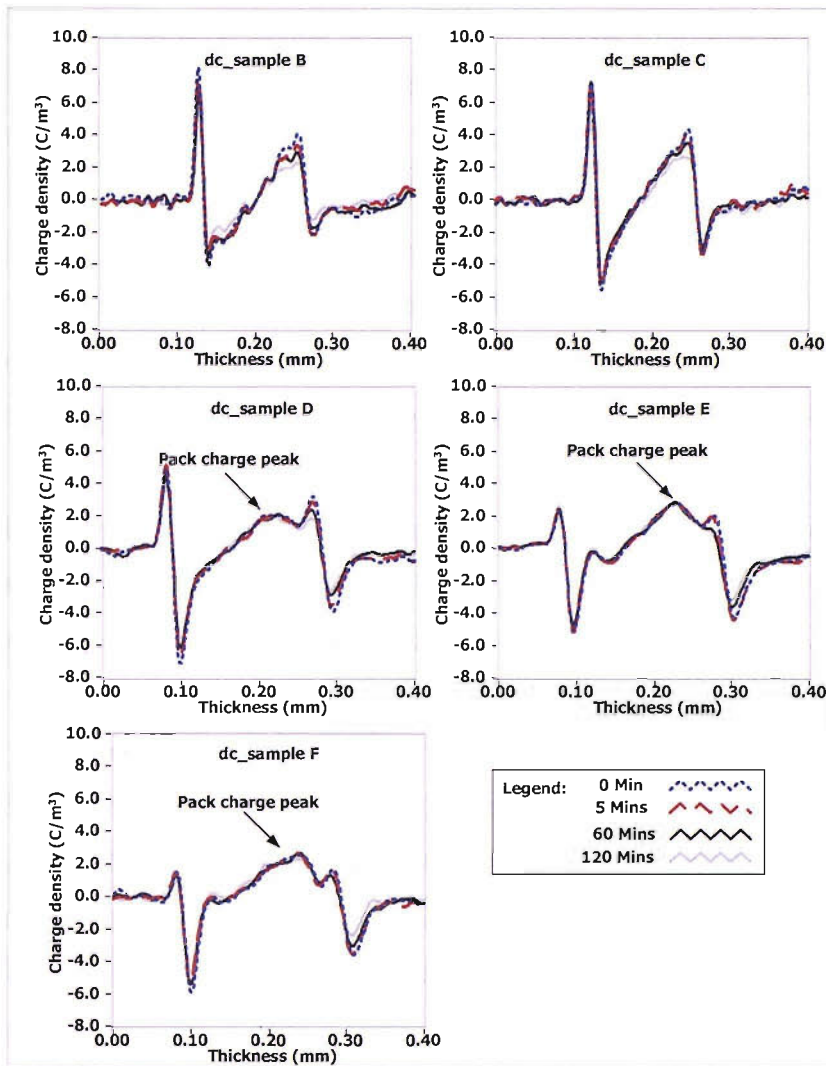 dc_sample B
Charge density (C/m³)
10.0
8.0
6.0
4.0
2.0
0.0
-2.0
-4.0
-6.0
-8.0
0.00 0.10 0.20 0.30 0.40
Thickness (mm)
dc_sample C
Charge density (C/m³)
10.0
8.0
6.0
4.0
2.0
0.0
-2.0
-4.0
-6.0
-8.0
0.00 0.10 0.20 0.30 0.40
Thickness (mm)
dc_sample D
Pack charge peak
Charge density (C/m³)
10.0
8.0
6.0
4.0
2.0
0.0
-2.0
-4.0
-6.0
-8.0
0.00 0.10 0.20 0.30 0.40
Thickness (mm)
dc_sample E
Pack charge peak
Charge density (C/m³)
10.0
8.0
6.0
4.0
2.0
0.0
-2.0
-4.0
-6.0
-8.0
0.00 0.10 0.20 0.30 0.40
Thickness (mm)
dc_sample F
Pack charge peak
Charge density (C/m³)
10.0
8.0
6.0
4.0
2.0
0.0
-2.0
-4.0
-6.0
-8.0
0.00 0.10 0.20 0.30 0.40
Thickness (mm)
Legend: 0 Min
5 Mins
60 Mins
120 Mins